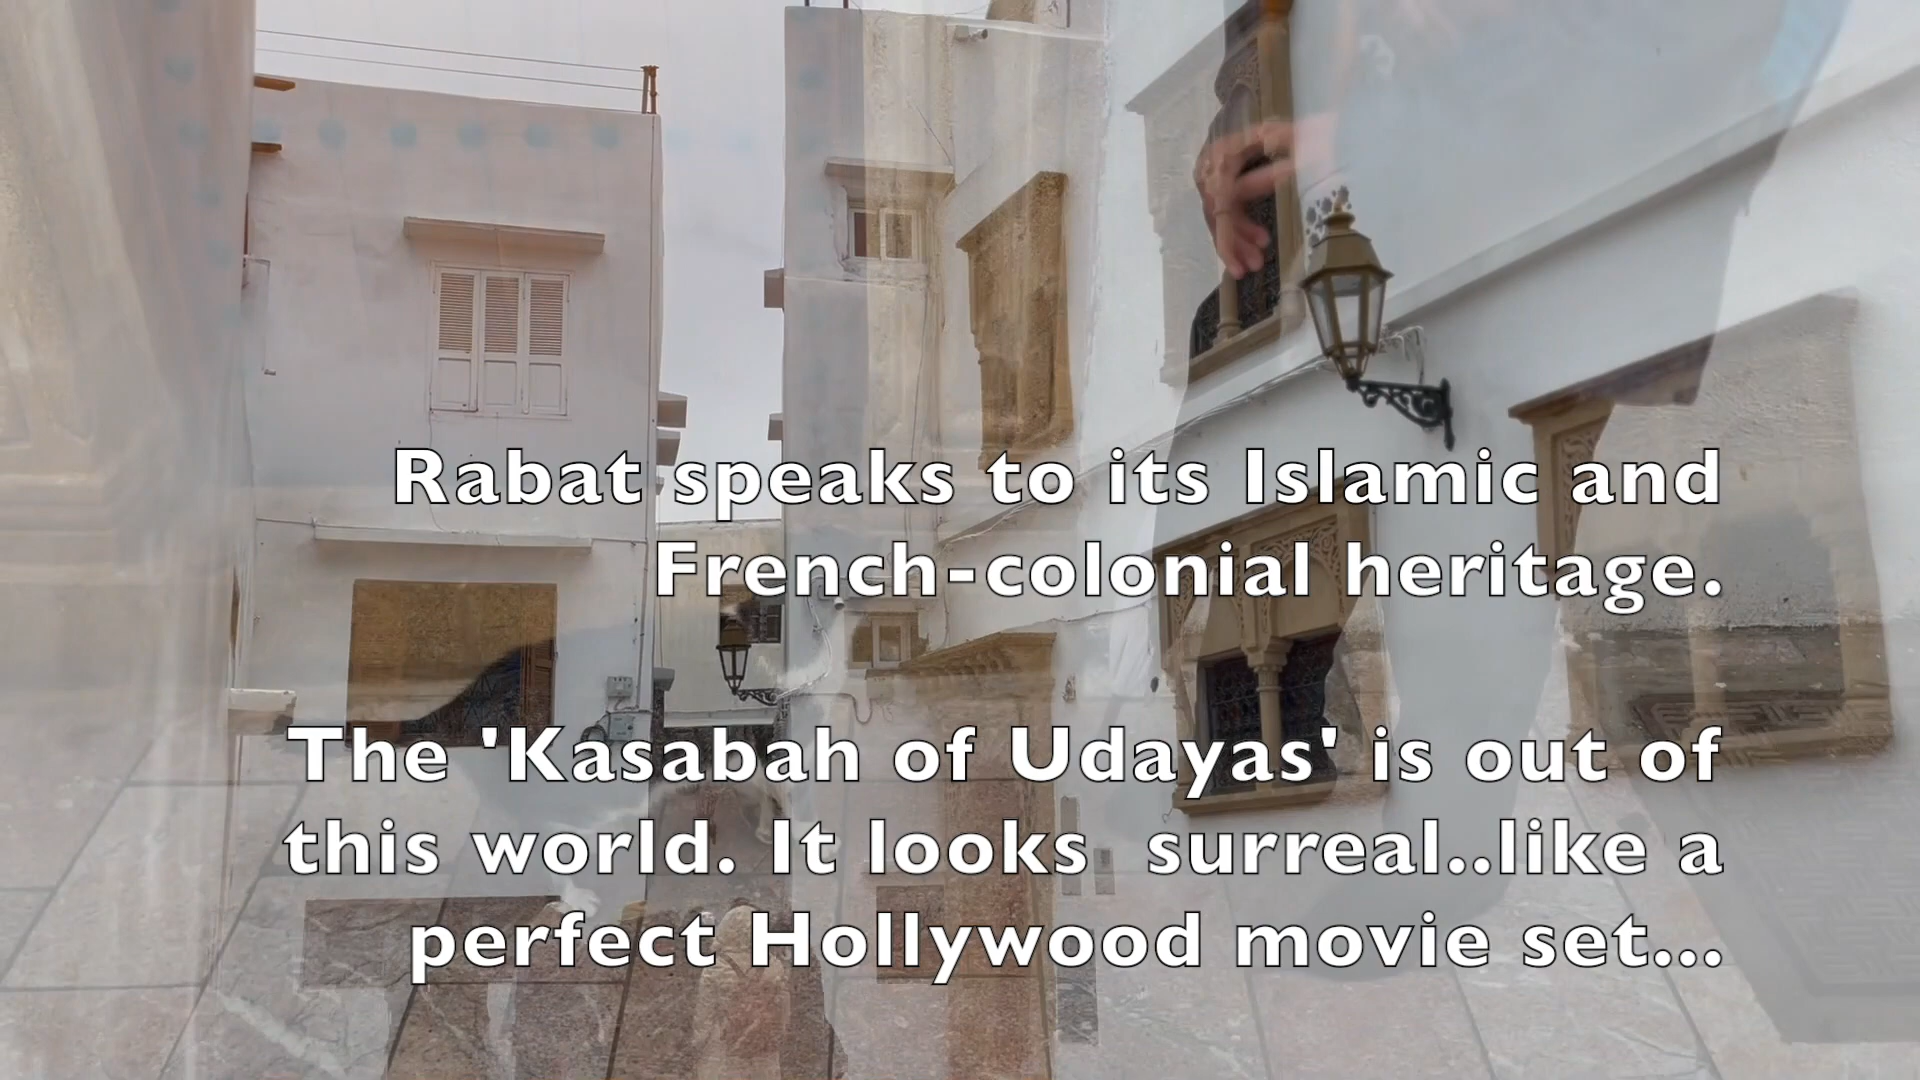 Rabat speaks to its Islamic and
French-colonial heritage.
The 'Kasabah of Udayas' is out of
this world. It looks  surreal..like a
perfect Hollywood movie set...